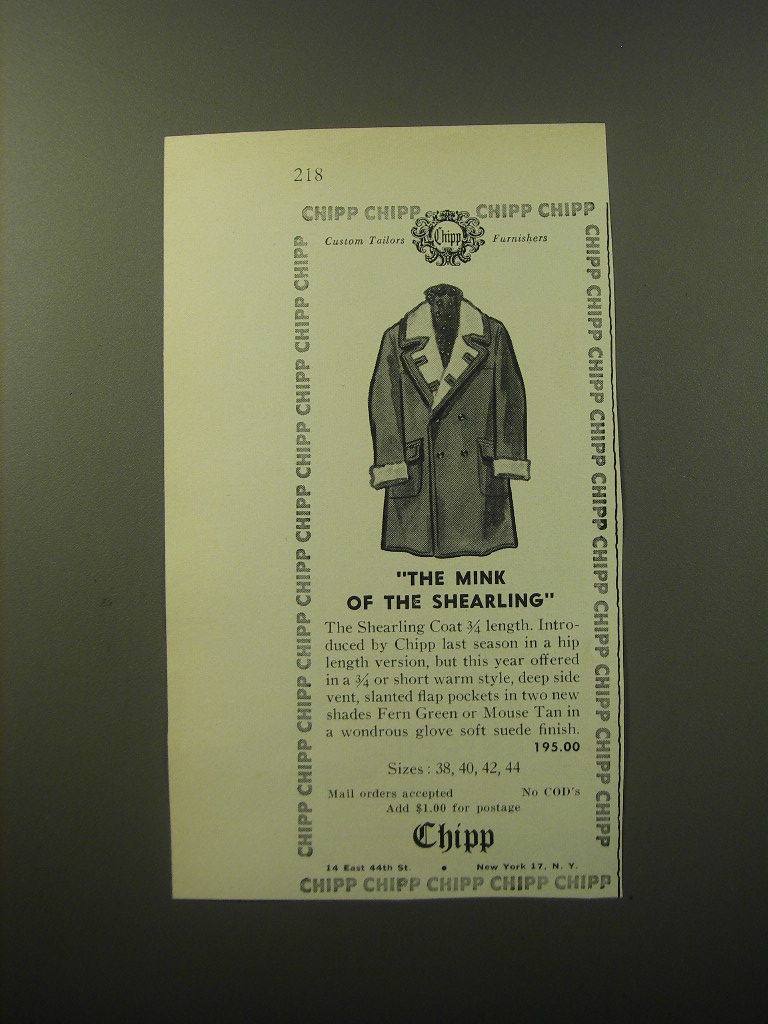 218
CHIPP CHIPP CHIPP CHIPP
Custom Tailors Chipp Furnishers
CHIPP CHIPP CHIPP CHIPP CHIPP CHIPP CHIPP CHIPP CHIPP CHIPP
CHIPP CHIPP CHIPP CHIPP CHIPP CHIPP CHIPP CHIPP CHIPP CHIPP
"THE MINK
OF THE SHEARLING"
The Shearling Coat ¾ length. Intro-
duced by Chipp last season in a hip
length version, but this year offered
in a ¾ or short warm style, deep side
vent, slanted flap pockets in two new
shades Fern Green or Mouse Tan in
a wondrous glove soft suede finish.
195.00
Sizes : 38, 40, 42, 44
Mail orders accepted No COD's
Add $1.00 for postage
Chipp
14 East 44th St. • New York 17, N. Y.
CHIPP CHIPP CHIPP CHIPP CHIPP